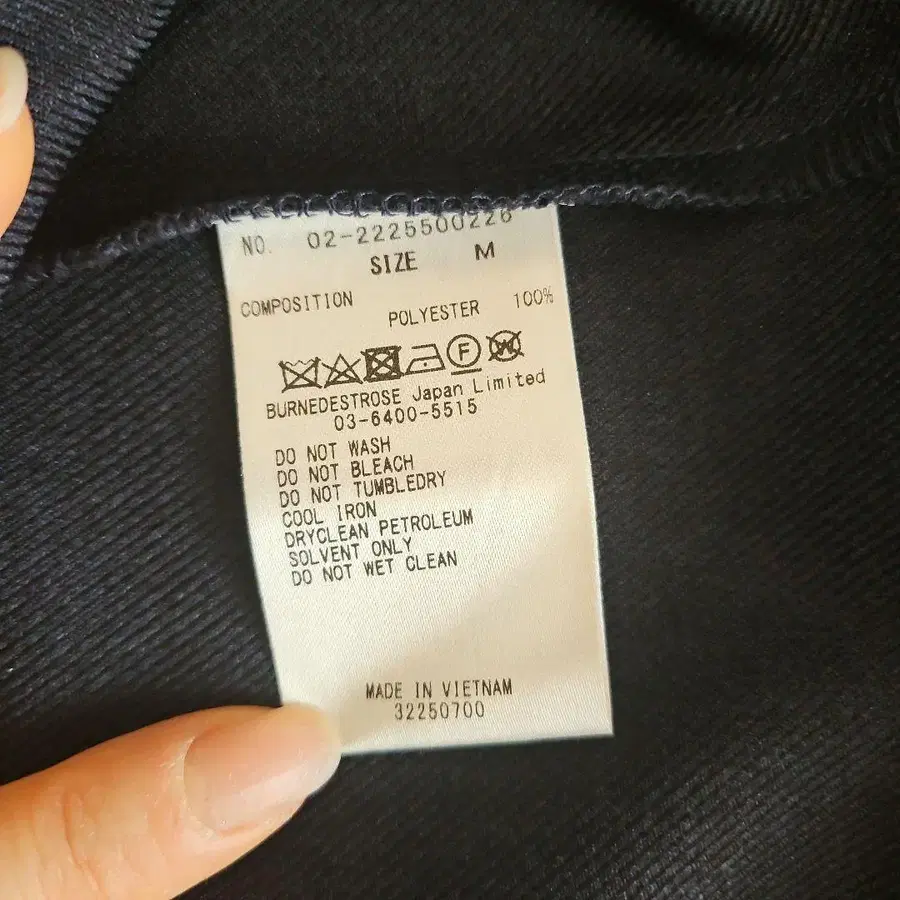 NO. 02-2225500226
SIZE M
COMPOSITION
POLYESTER 100%
F W
BURNEDESTROSE Japan Limited
03-6400-5515
DO NOT WASH
DO NOT BLEACH
DO NOT TUMBLEDRY
COOL IRON
DRYCLEAN PETROLEUM
SOLVENT ONLY
DO NOT WET CLEAN
MADE IN VIETNAM
32250700